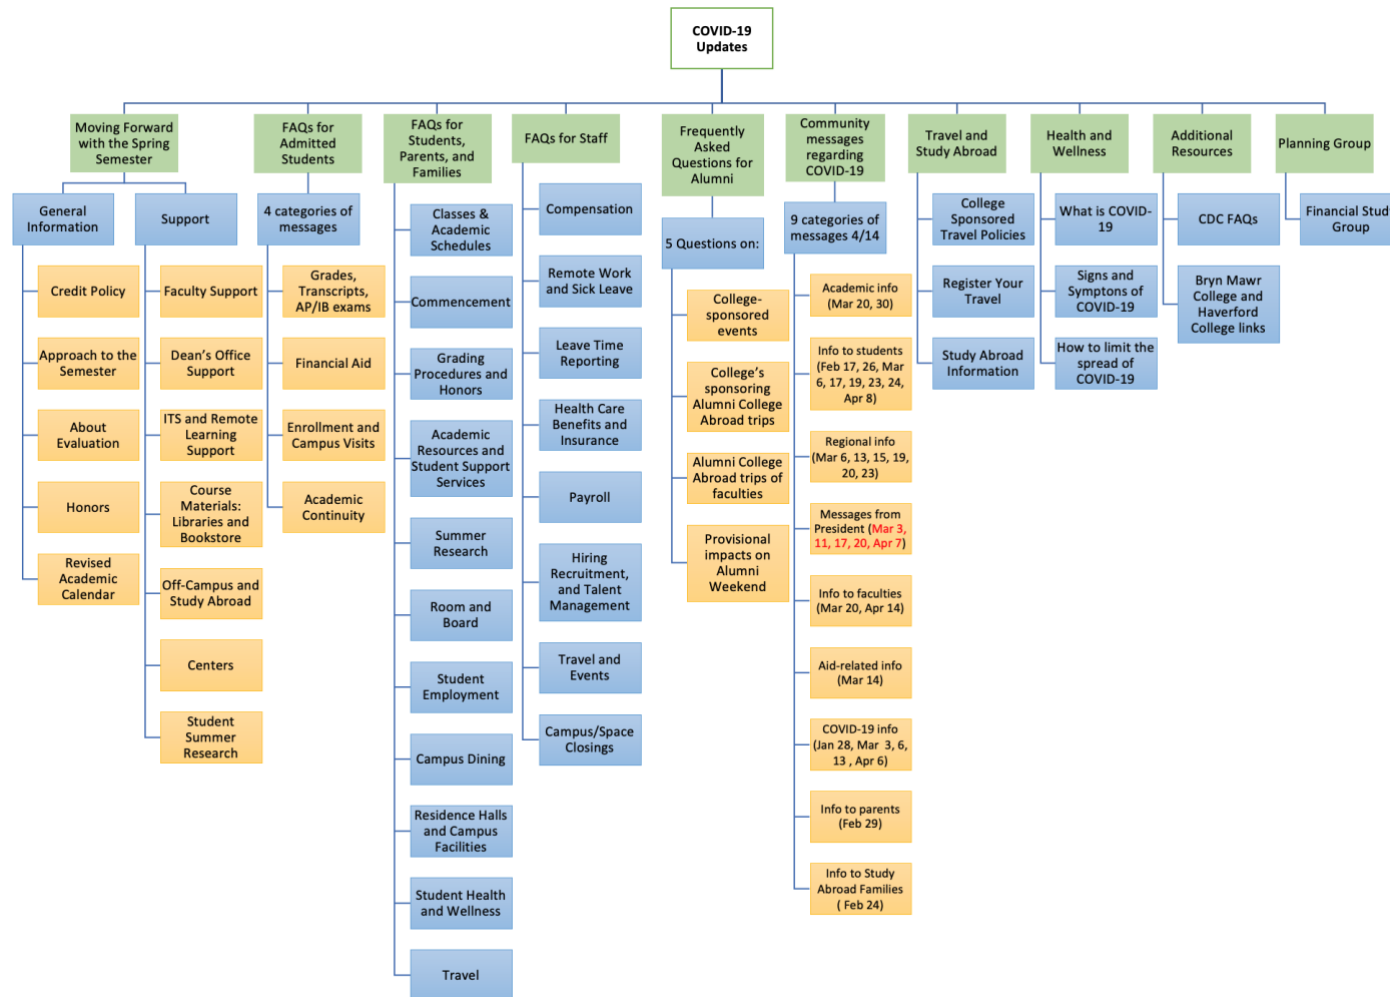 COVID-19
Updates
Moving Forward
with the Spring
Semester
General
Information
Credit Policy
Approach to the
Semester
About
Evaluation
Honors
Revised
Academic
Calendar
Support
Faculty Support
Dean's Office
Support
ITS and Remote
Learning
Support
Course
Materials:
Libraries and
Bookstore
Off-Campus and
Study Abroad
Centers
Student
Summer
Research
FAQs for
Admitted
Students
4 categories of
messages
Grades,
Transcripts,
AP/IB exams
Financial Aid
Enrollment and
Campus Visits
Academic
Continuity
FAQs for
Students,
Parents, and
Families
Classes &
Academic
Schedules
Commencement
Grading
Procedures and
Honors
Academic
Resources and
Student Support
Services
Summer
Research
Room and
Board
Student
Employment
Campus Dining
Residence Halls
and Campus
Facilities
Student Health
and Wellness
Travel
FAQs for Staff
Compensation
Remote Work
and Sick Leave
Leave Time
Reporting
Health Care
Benefits and
Insurance
Payroll
Hiring
Recruitment,
and Talent
Management
Travel and
Events
Campus/Space
Closings
Frequently
Asked
Questions for
Alumni
5 Questions on:
College-
sponsored
events
College's
sponsoring
Alumni College
Abroad trips
Alumni College
Abroad trips of
faculties
Provisional
impacts on
Alumni
Weekend
Community
messages
regarding
COVID-19
9 categories of
messages 4/14
Academic info
(Mar 20, 30)
Info to students
(Feb 17, 26, Mar
6, 17, 19, 23, 24,
Apr 8)
Regional info
(Mar 6, 13, 15, 19,
20, 23)
Messages from
President (Mar 3,
11, 17, 20, Apr 7)
Info to faculties
(Mar 20, Apr 14)
Aid-related info
(Mar 14)
COVID-19 info
(Jan 28, Mar 3, 6,
13 , Apr 6)
Info to parents
(Feb 29)
Info to Study
Abroad Families
( Feb 24)
Travel and
Study Abroad
College
Sponsored
Travel Policies
Register Your
Travel
Study Abroad
Information
Health and
Wellness
What is COVID-
19
Signs and
Symptons of
COVID-19
How to limit the
spread of
COVID-19
Additional
Resources
CDC FAQs
Bryn Mawr
College and
Haverford
College links
Planning Group
Financial Study
Group